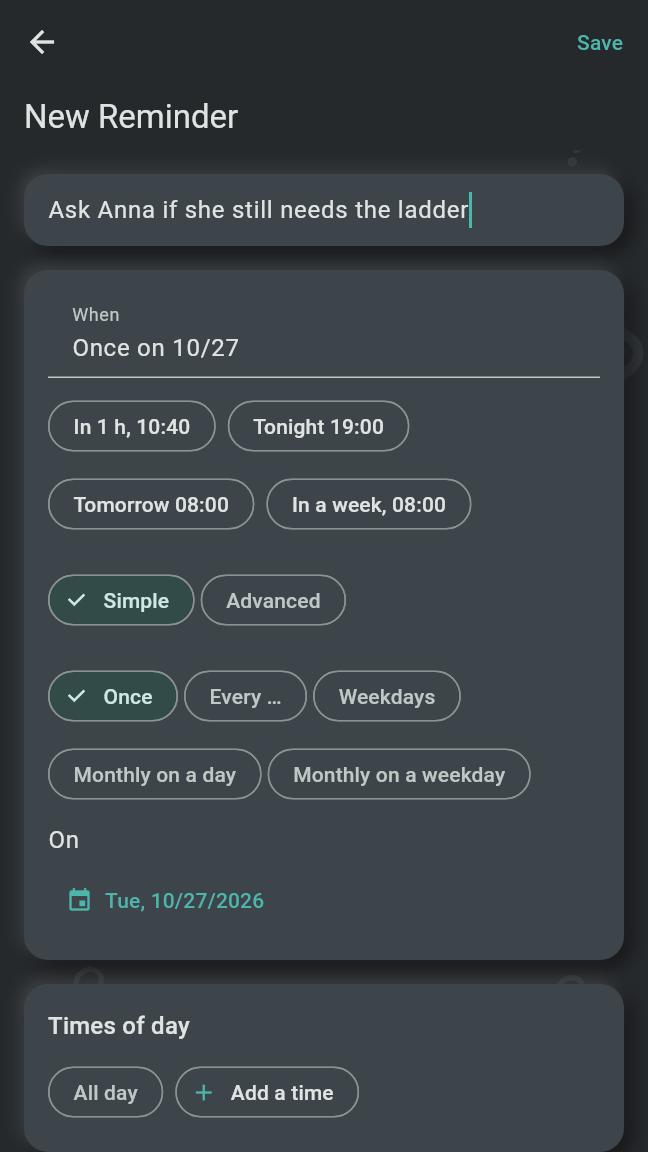 Save
New Reminder
Ask Anna if she still needs the ladder
When
Once on 10/27
In 1 h, 10:40 Tonight 19:00
Tomorrow 08:00 In a week, 08:00
Simple Advanced
Once Every ... Weekdays
Monthly on a day Monthly on a weekday
On
Tue, 10/27/2026
Times of day
All day Add a time